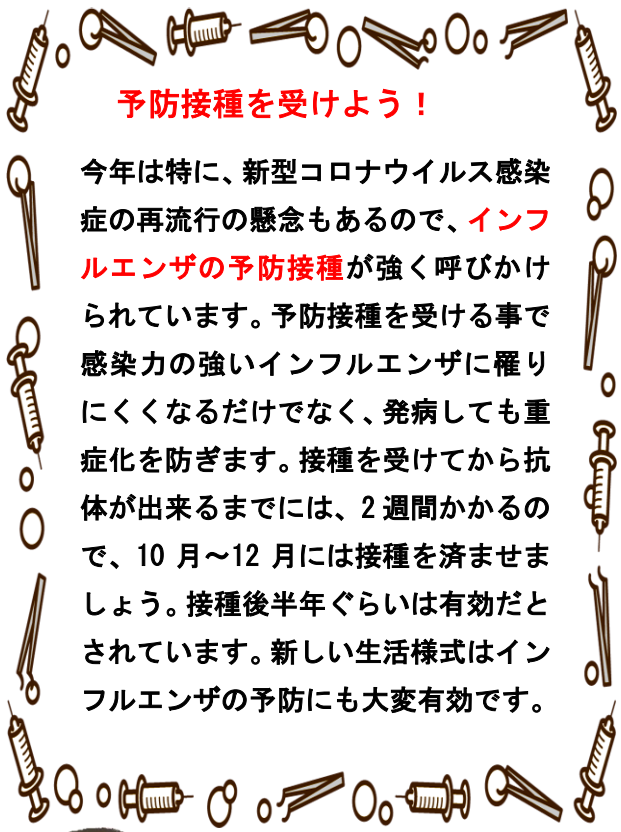 予防接種を受けよう！
今年は特に、新型コロナウイルス感染
症の再流行の懸念もあるので、インフ
ルエンザの予防接種が強く呼びかけ
られています。予防接種を受ける事で
感染力の強いインフルエンザに罹り
にくくなるだけでなく、発病しても重
症化を防ぎます。接種を受けてから抗
体が出来るまでには、2週間かかるの
で、10月～12月には接種を済ませま
しょう。接種後半年ぐらいは有効だと
されています。新しい生活様式はイン
フルエンザの予防にも大変有効です。